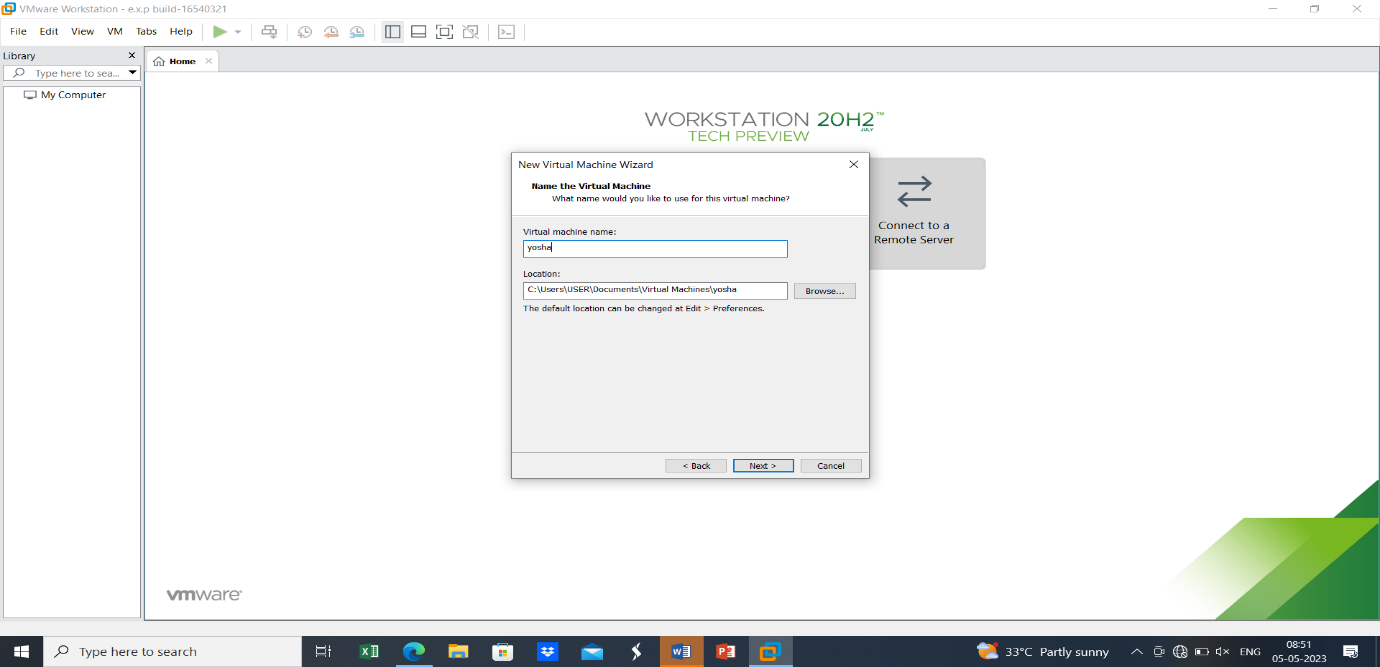 VMware Workstation - e.x.p build-16540321
File Edit View VM Tabs Help
Library
Type here to sea...
My Computer
Home
WORKSTATION 20H2™
JULY
TECH PREVIEW
New Virtual Machine Wizard
Name the Virtual Machine
What name would you like to use for this virtual machine?
Virtual machine name:
yosha
Location:
C:\Users\USER\Documents\Virtual Machines\yosha
Browse...
The default location can be changed at Edit > Preferences.
< Back Next > Cancel
Connect to a
Remote Server
vmware®
Type here to search
33°C Partly sunny
ENG
08:51
05-05-2023